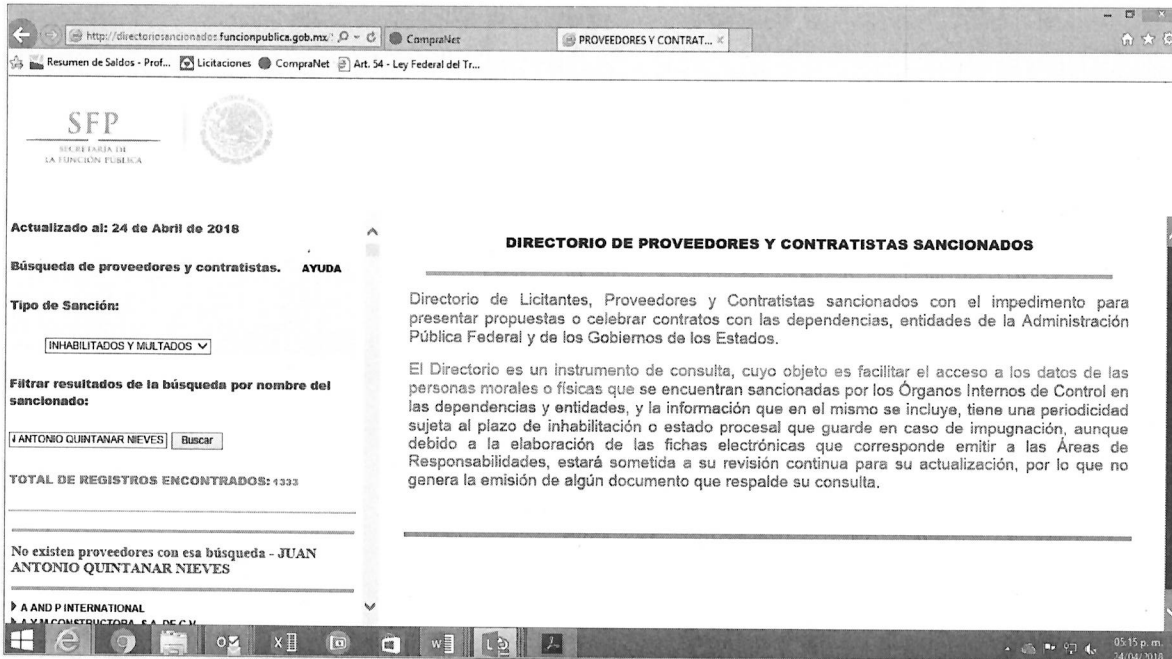 http://directoriosancionados.funcionpublica.gob.mx/
CompraNet
PROVEEDORES Y CONTRAT...
Resumen de Saldos - Prof...
Licitaciones
CompraNet
Art. 54 - Ley Federal del Tr...
SFP
SECRETARÍA DE
LA FUNCIÓN PÚBLICA
Actualizado al: 24 de Abril de 2018
Búsqueda de proveedores y contratistas. AYUDA
Tipo de Sanción:
INHABILITADOS Y MULTADOS
Filtrar resultados de la búsqueda por nombre del
sancionado:
ANTONIO QUINTANAR NIEVES
Buscar
TOTAL DE REGISTROS ENCONTRADOS: 1333
No existen proveedores con esa búsqueda - JUAN
ANTONIO QUINTANAR NIEVES
A AND P INTERNATIONAL
A Y M CONSTRUCTORA, S.A. DE C.V.
DIRECTORIO DE PROVEEDORES Y CONTRATISTAS SANCIONADOS
Directorio de Licitantes, Proveedores y Contratistas sancionados con el impedimento para
presentar propuestas o celebrar contratos con las dependencias, entidades de la Administración
Pública Federal y de los Gobiernos de los Estados.
El Directorio es un instrumento de consulta, cuyo objeto es facilitar el acceso a los datos de las
personas morales o físicas que se encuentran sancionadas por los Órganos Internos de Control en
las dependencias y entidades, y la información que en el mismo se incluye, tiene una periodicidad
sujeta al plazo de inhabilitación o estado procesal que guarde en caso de impugnación, aunque
debido a la elaboración de las fichas electrónicas que corresponde emitir a las Áreas de
Responsabilidades, estará sometida a su revisión continua para su actualización, por lo que no
genera la emisión de algún documento que respalde su consulta.
05:15 p. m.
24/04/2018